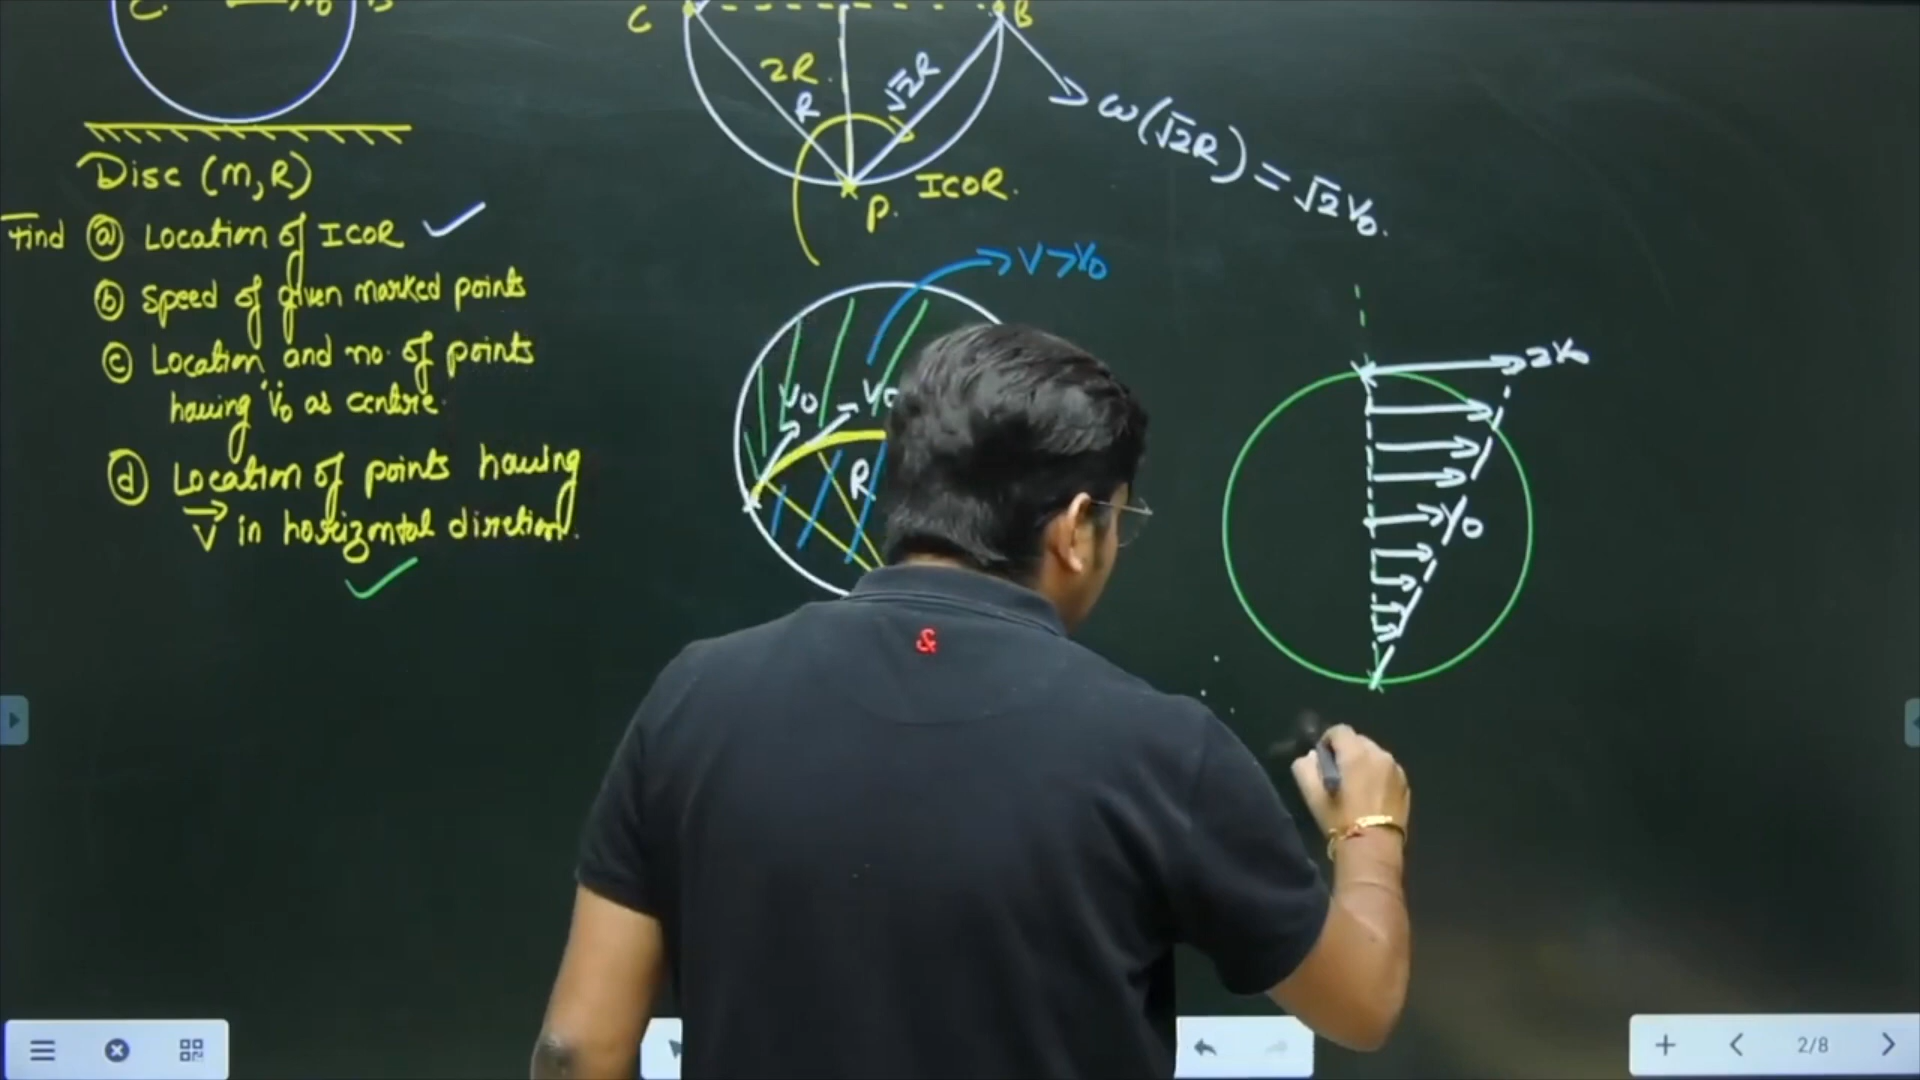 C.
Disc (M,R)
Find (a) Location of ICOR
(b) Speed of given marked points
(c) Location and no. of points
having 'V0 as centre.
(d) Location of points having
V in horizontal direction.
C
B
2R
R
√2R
P.
ICOR.
ω(√2R) = √2V0.
V>V0
V0
V0
R
2V0
V0
&
2/8